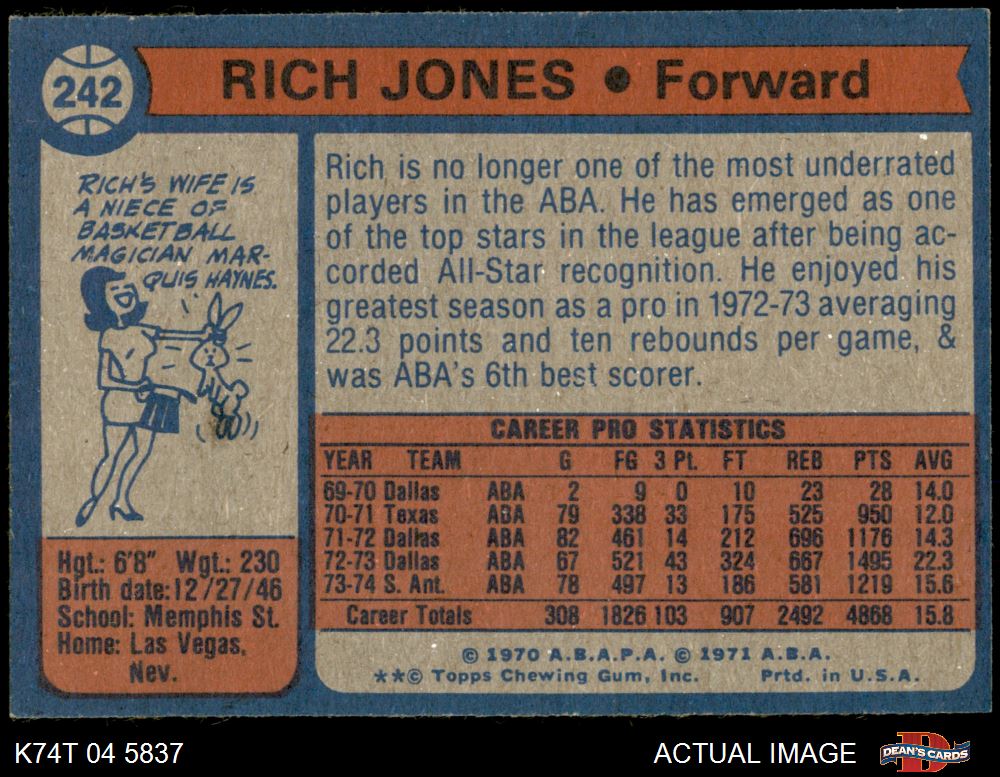 242
RICH JONES • Forward
RICH'S WIFE IS
A NIECE OF
BASKETBALL
MAGICIAN MAR-
QUIS HAYNES.
Rich is no longer one of the most underrated
players in the ABA. He has emerged as one
of the top stars in the league after being ac-
corded All-Star recognition. He enjoyed his
greatest season as a pro in 1972-73 averaging
22.3 points and ten rebounds per game, &
was ABA's 6th best scorer.
Hgt.: 6'8" Wgt.: 230
Birth date: 12/27/46
School: Memphis St.
Home: Las Vegas,
Nev.
CAREER PRO STATISTICS
YEAR TEAM G FG 3 Pt. FT REB PTS AVG
69-70 Dallas ABA 2 9 0 10 23 28 14.0
70-71 Texas ABA 79 338 33 175 525 950 12.0
71-72 Dallas ABA 82 461 14 212 696 1176 14.3
72-73 Dallas ABA 67 521 43 324 667 1495 22.3
73-74 S. Ant. ABA 78 497 13 186 581 1219 15.6
Career Totals 308 1826 103 907 2492 4868 15.8
© 1970 A.B.A.P.A. © 1971 A.B.A.
**© Topps Chewing Gum, Inc. Prtd. in U.S.A.
K74T 04 5837
ACTUAL IMAGE
D
DEAN'S CARDS